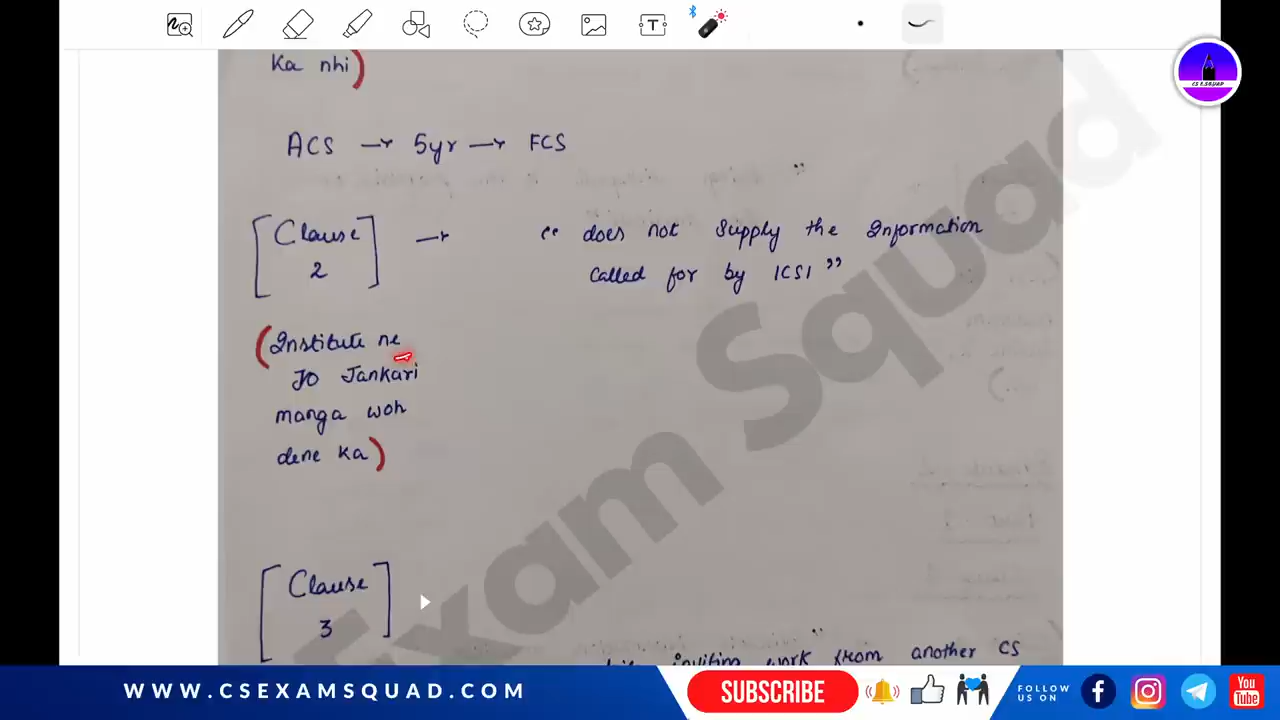 CS E.SQUAD
Ka nhi)
ACS → 5yr → FCS
[Clause 2] → " does not Supply the Information
Called for by ICSI "
(Institute ne
Jo Jankari
manga woh
dene Ka)
[Clause 3]
inviting work from another CS
Exam Squad
WWW.CSEXAMSQUAD.COM
SUBSCRIBE
FOLLOW
US ON
You
Tube